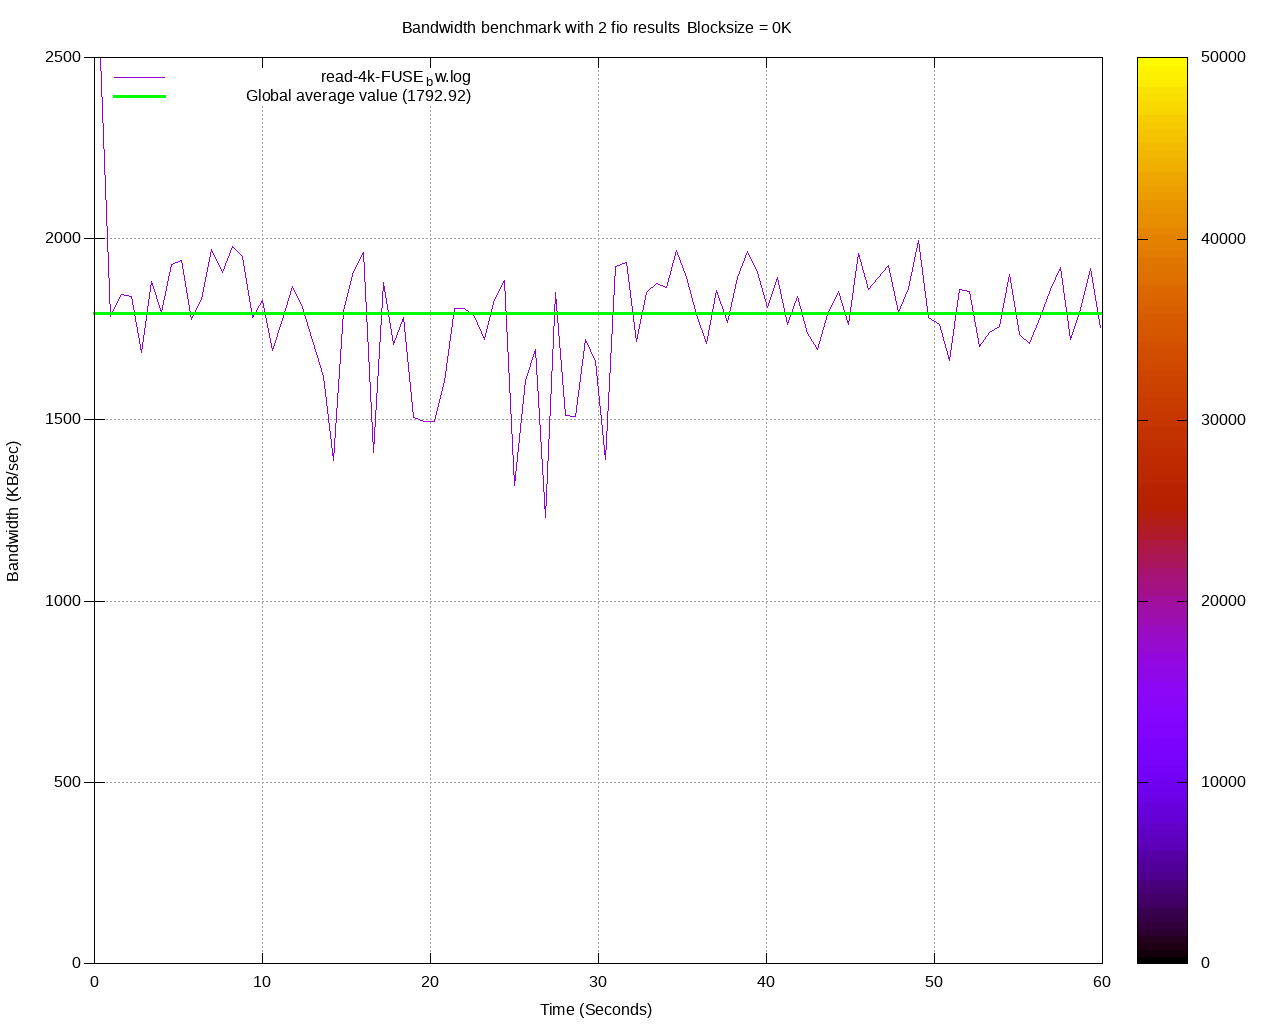 Bandwidth benchmark with 2 fio results Blocksize = 0K
read-4k-FUSEbw.log
Global average value (1792.92)
Bandwidth (KB/sec)
2500
2000
1500
1000
500
0
0 10 20 30 40 50 60
Time (Seconds)
50000
40000
30000
20000
10000
0